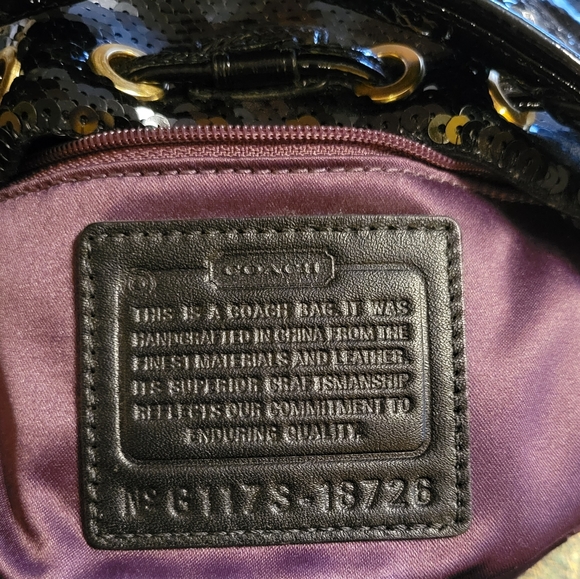 COACH
THIS IS A COACH BAG. IT WAS
HANDCRAFTED IN CHINA FROM THE
FINEST MATERIALS AND LEATHER.
ITS SUPERIOR CRAFTSMANSHIP
REFLECTS OUR COMMITMENT TO
ENDURING QUALITY.
Nº G1173-18726